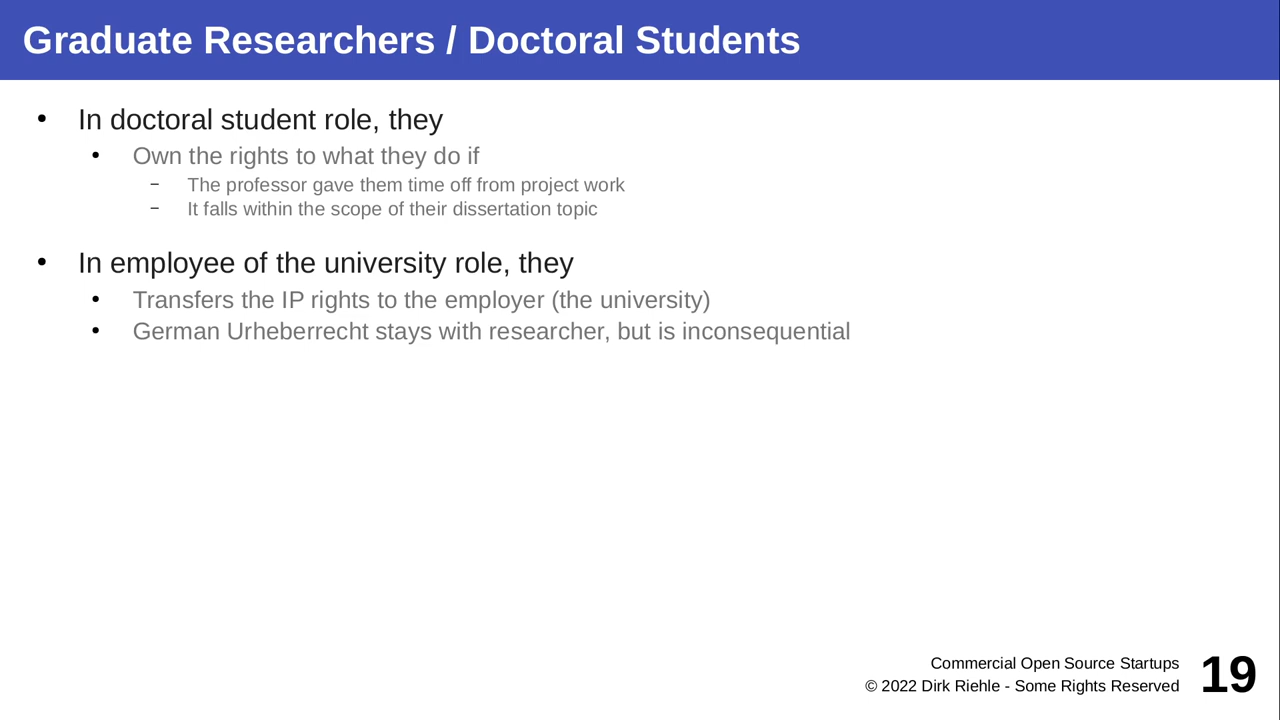 Graduate Researchers / Doctoral Students
• In doctoral student role, they
• Own the rights to what they do if
– The professor gave them time off from project work
– It falls within the scope of their dissertation topic
• In employee of the university role, they
• Transfers the IP rights to the employer (the university)
• German Urheberrecht stays with researcher, but is inconsequential
Commercial Open Source Startups
© 2022 Dirk Riehle - Some Rights Reserved
19